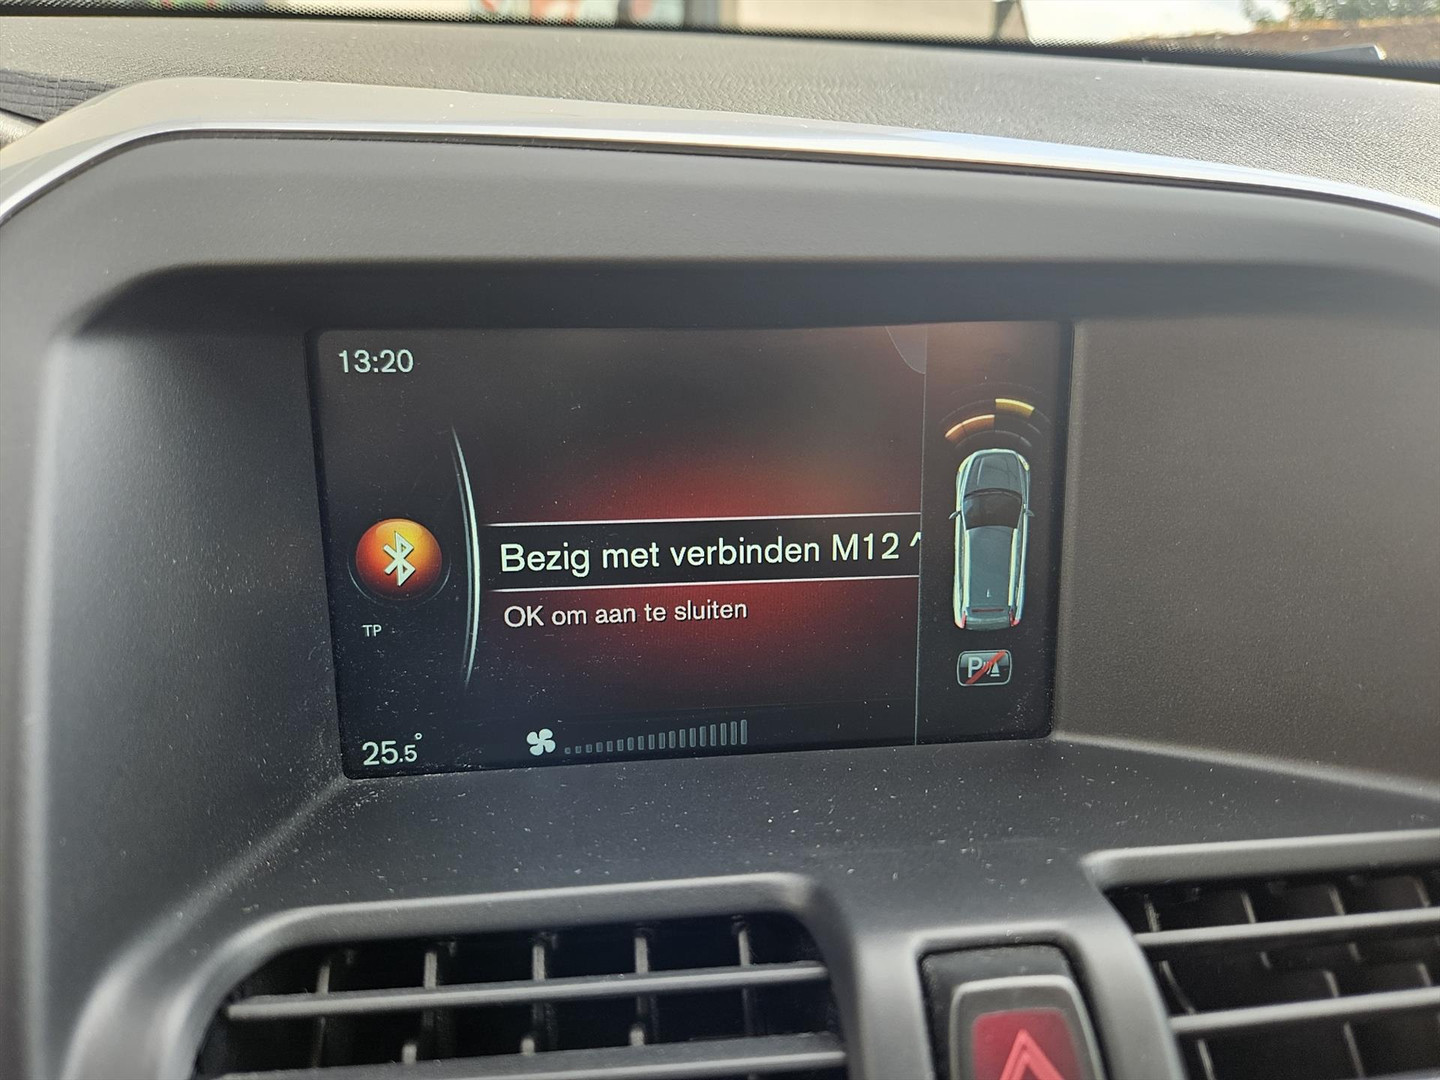 13:20
Bezig met verbinden M12 ^
OK om aan te sluiten
TP
P
25.5°